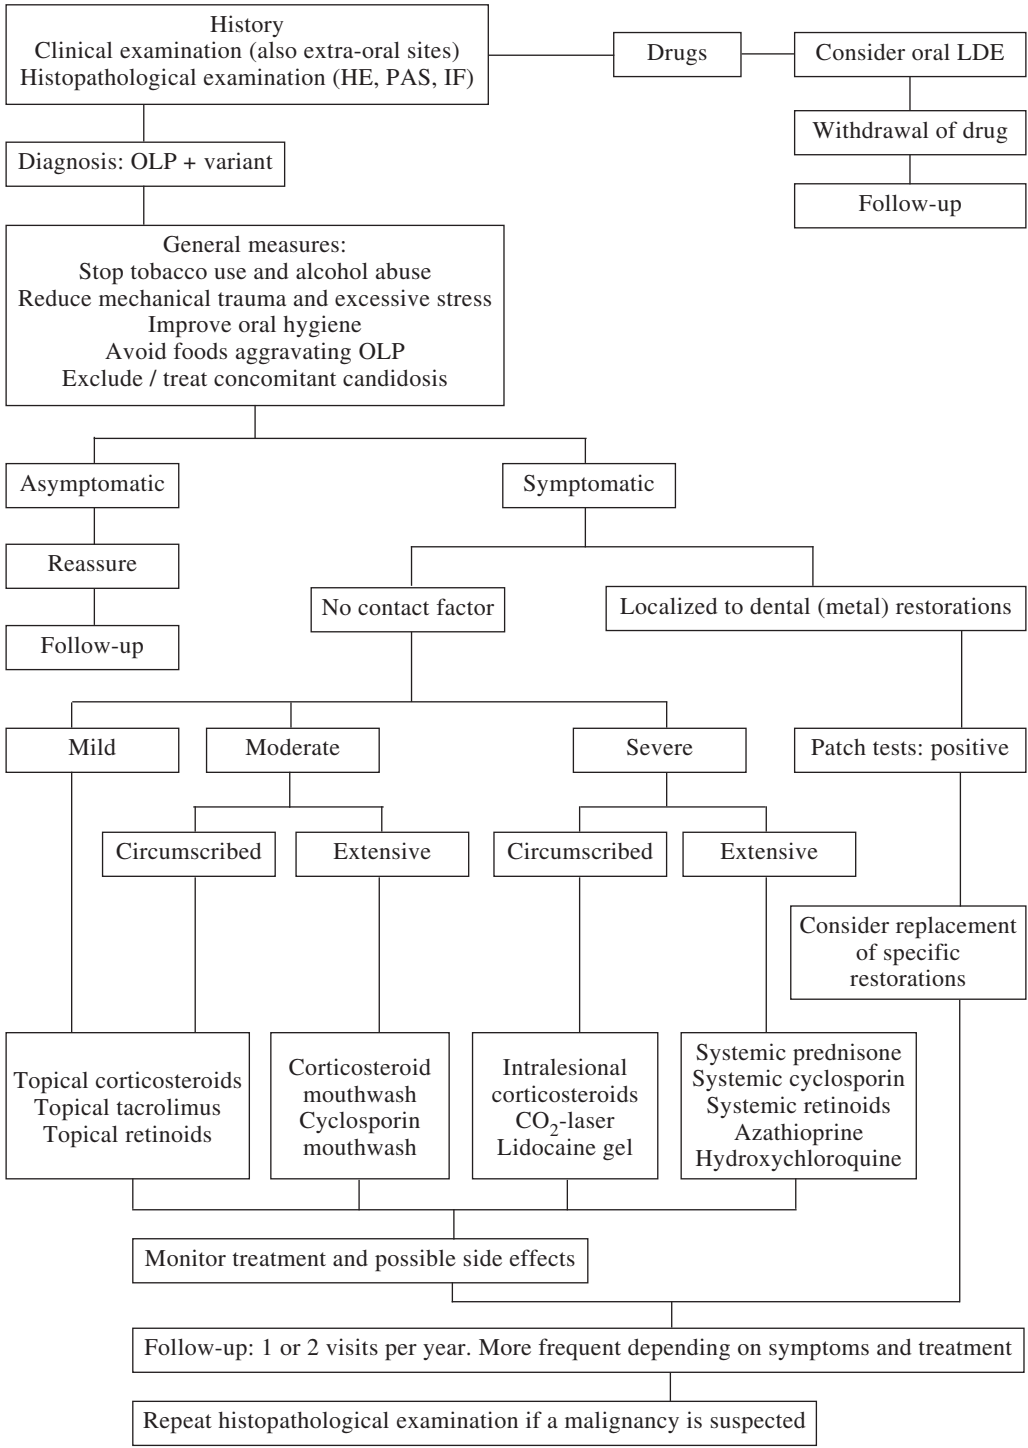 History
Clinical examination (also extra-oral sites)
Histopathological examination (HE, PAS, IF)
Drugs
Consider oral LDE
Withdrawal of drug
Follow-up
Diagnosis: OLP + variant
General measures:
Stop tobacco use and alcohol abuse
Reduce mechanical trauma and excessive stress
Improve oral hygiene
Avoid foods aggravating OLP
Exclude / treat concomitant candidosis
Asymptomatic
Symptomatic
Reassure
Follow-up
No contact factor
Localized to dental (metal) restorations
Mild
Moderate
Severe
Patch tests: positive
Circumscribed
Extensive
Circumscribed
Extensive
Consider replacement
of specific
restorations
Topical corticosteroids
Topical tacrolimus
Topical retinoids
Corticosteroid
mouthwash
Cyclosporin
mouthwash
Intralesional
corticosteroids
CO₂-laser
Lidocaine gel
Systemic prednisone
Systemic cyclosporin
Systemic retinoids
Azathioprine
Hydroxychloroquine
Monitor treatment and possible side effects
Follow-up: 1 or 2 visits per year. More frequent depending on symptoms and treatment
Repeat histopathological examination if a malignancy is suspected